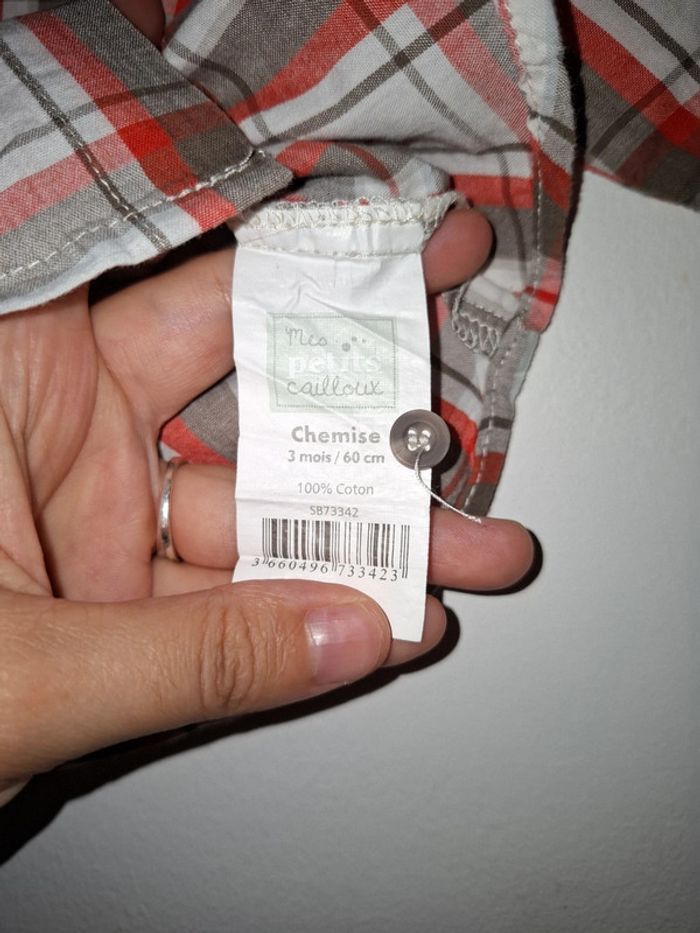 Mes
petits
cailloux
Chemise
3 mois / 60 cm
100% Coton
SB73342
3 660496 733423